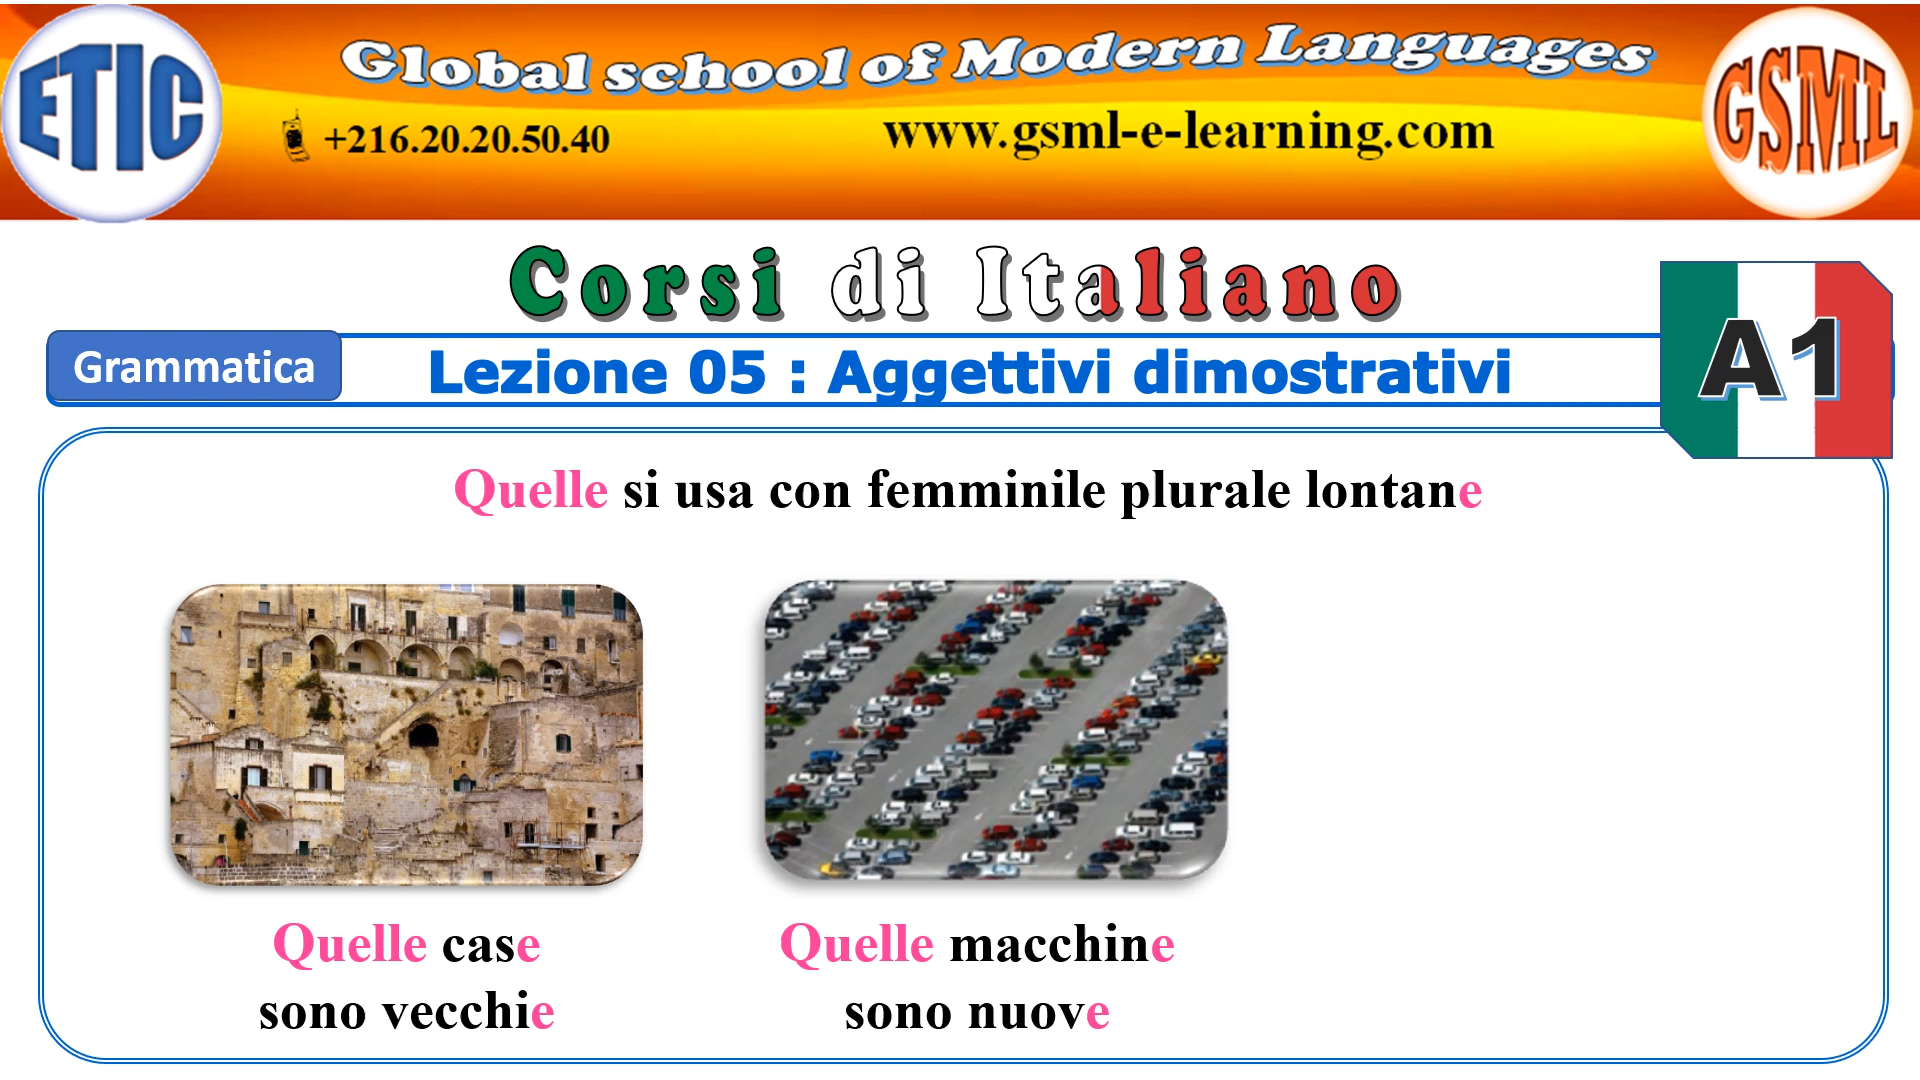 ETIC
Global school of Modern Languages
GSML
+216.20.20.50.40
www.gsml-e-learning.com
Corsi di Italiano
Grammatica
Lezione 05 : Aggettivi dimostrativi
A1
Quelle si usa con femminile plurale lontane
Quelle case
sono vecchie
Quelle macchine
sono nuove